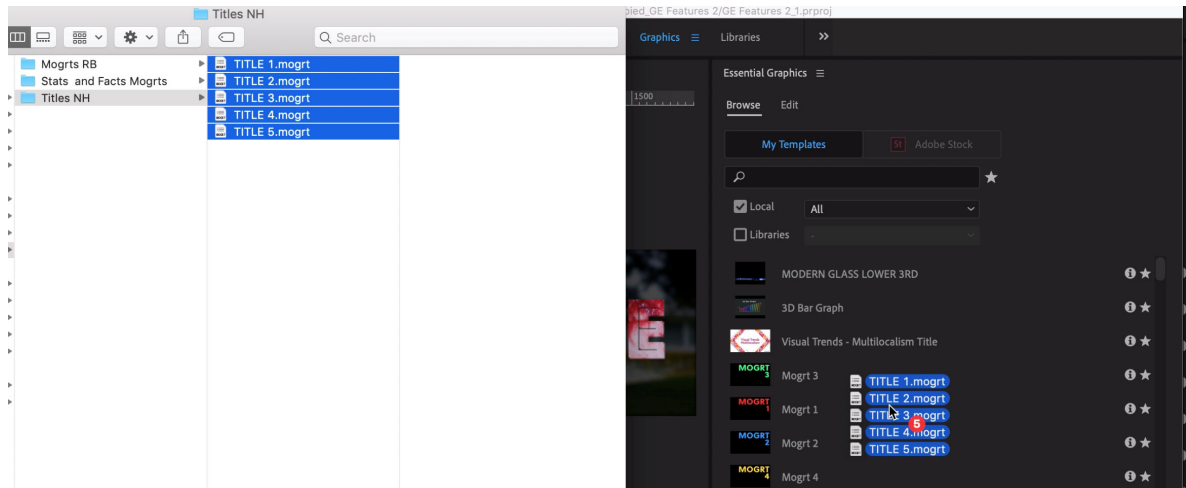 Titles NH
Search
Mogrts RB
Stats and Facts Mogrts
Titles NH
TITLE 1.mogrt
TITLE 2.mogrt
TITLE 3.mogrt
TITLE 4.mogrt
TITLE 5.mogrt
pied_GE Features 2/GE Features 2_1.prproj
Graphics
Libraries
1500
E
Essential Graphics
Browse
Edit
My Templates
St Adobe Stock
Local
All
Libraries
-
MODERN GLASS LOWER 3RD
3D Bar Graph
Visual Trends - Multilocalism Title
MOGRT 3
Mogrt 3
MOGRT 1
Mogrt 1
MOGRT 2
Mogrt 2
MOGRT 4
Mogrt 4
TITLE 1.mogrt
TITLE 2.mogrt
TITLE 3.mogrt
TITLE 4.mogrt
TITLE 5.mogrt
5